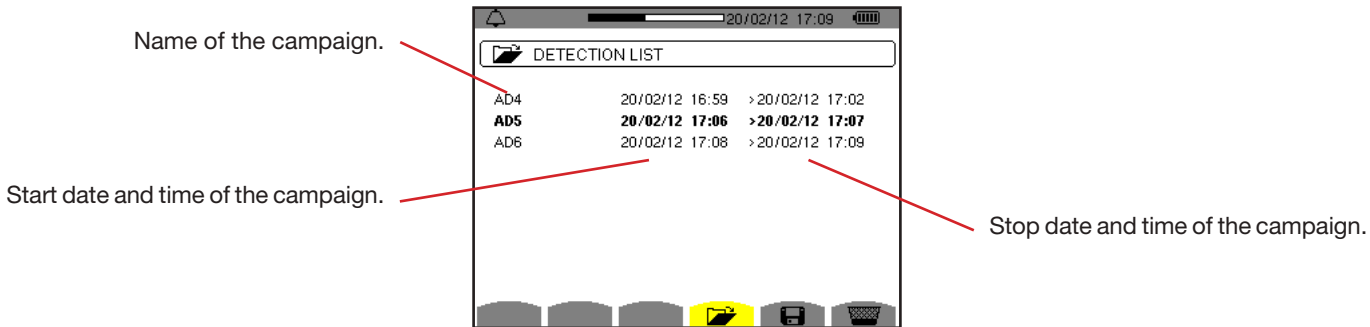 20/02/12 17:09
Name of the campaign.
DETECTION LIST
AD4 20/02/12 16:59 >20/02/12 17:02
AD5 20/02/12 17:06 >20/02/12 17:07
AD6 20/02/12 17:08 >20/02/12 17:09
Start date and time of the campaign.
Stop date and time of the campaign.